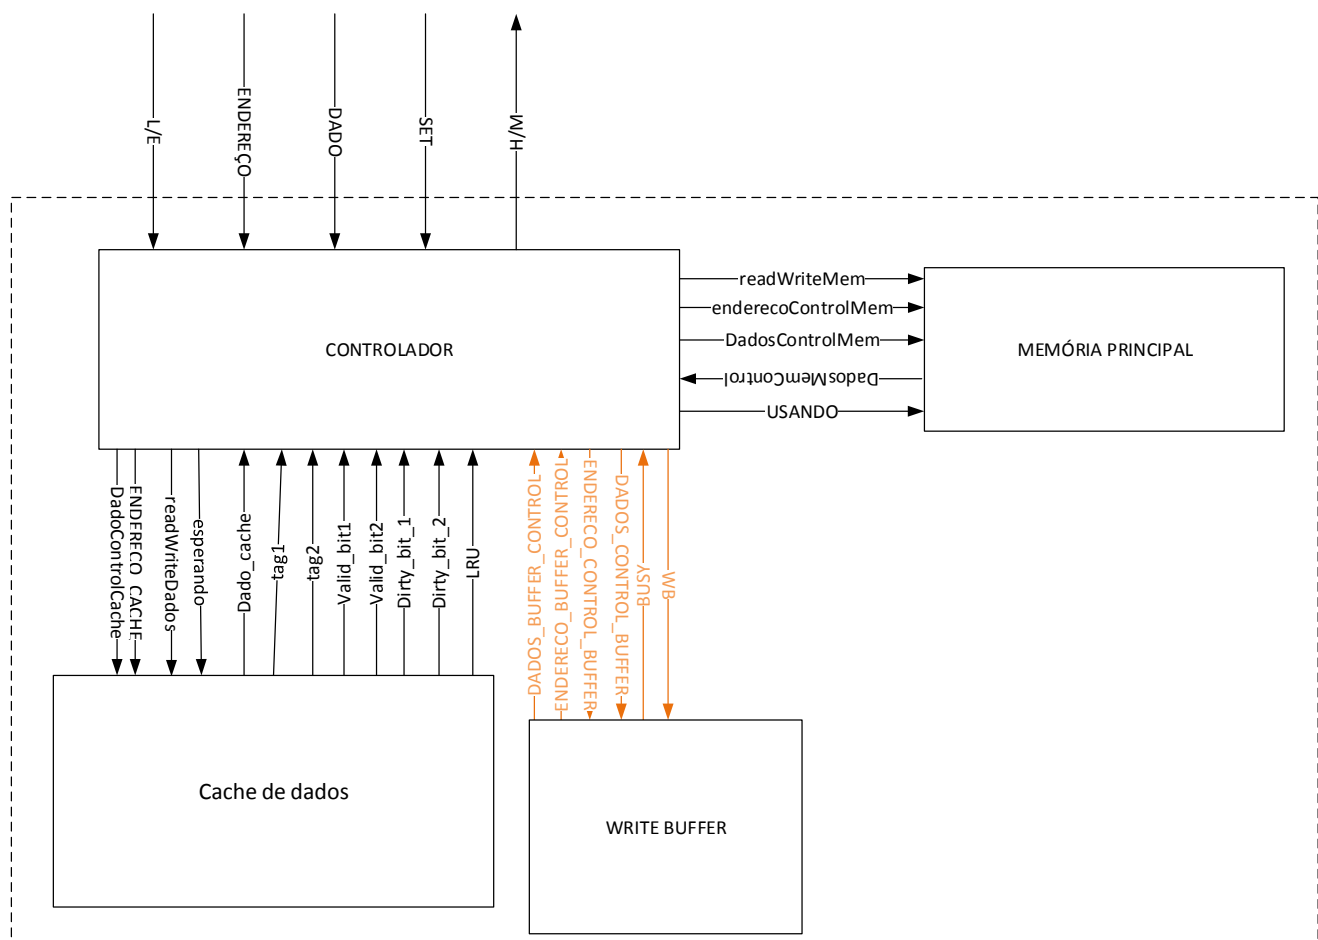 L/E
ENDEREÇO
DADO
SET
M/H
CONTROLADOR
readWriteMem
enderecoControlMem
DadosControlMem
DadosMemControl
USANDO
MEMÓRIA PRINCIPAL
DadoControlCache
ENDERECO_CACHE
readWriteDados
esperando
Dado_cache
tag1
tag2
Valid_bit1
Valid_bit2
Dirty_bit_1
Dirty_bit_2
LRU
DADOS_BUFFER_CONTROL
ENDERECO_BUFFER_CONTROL
ENDERECO_CONTROL_BUFFER
DADOS_CONTROL_BUFFER
BUSY
WB
Cache de dados
WRITE BUFFER